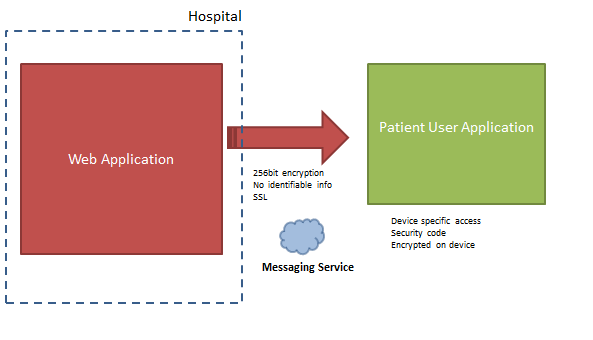 Hospital
Web Application
Patient User Application
256bit encryption
No identifiable info
SSL
Messaging Service
Device specific access
Security code
Encrypted on device